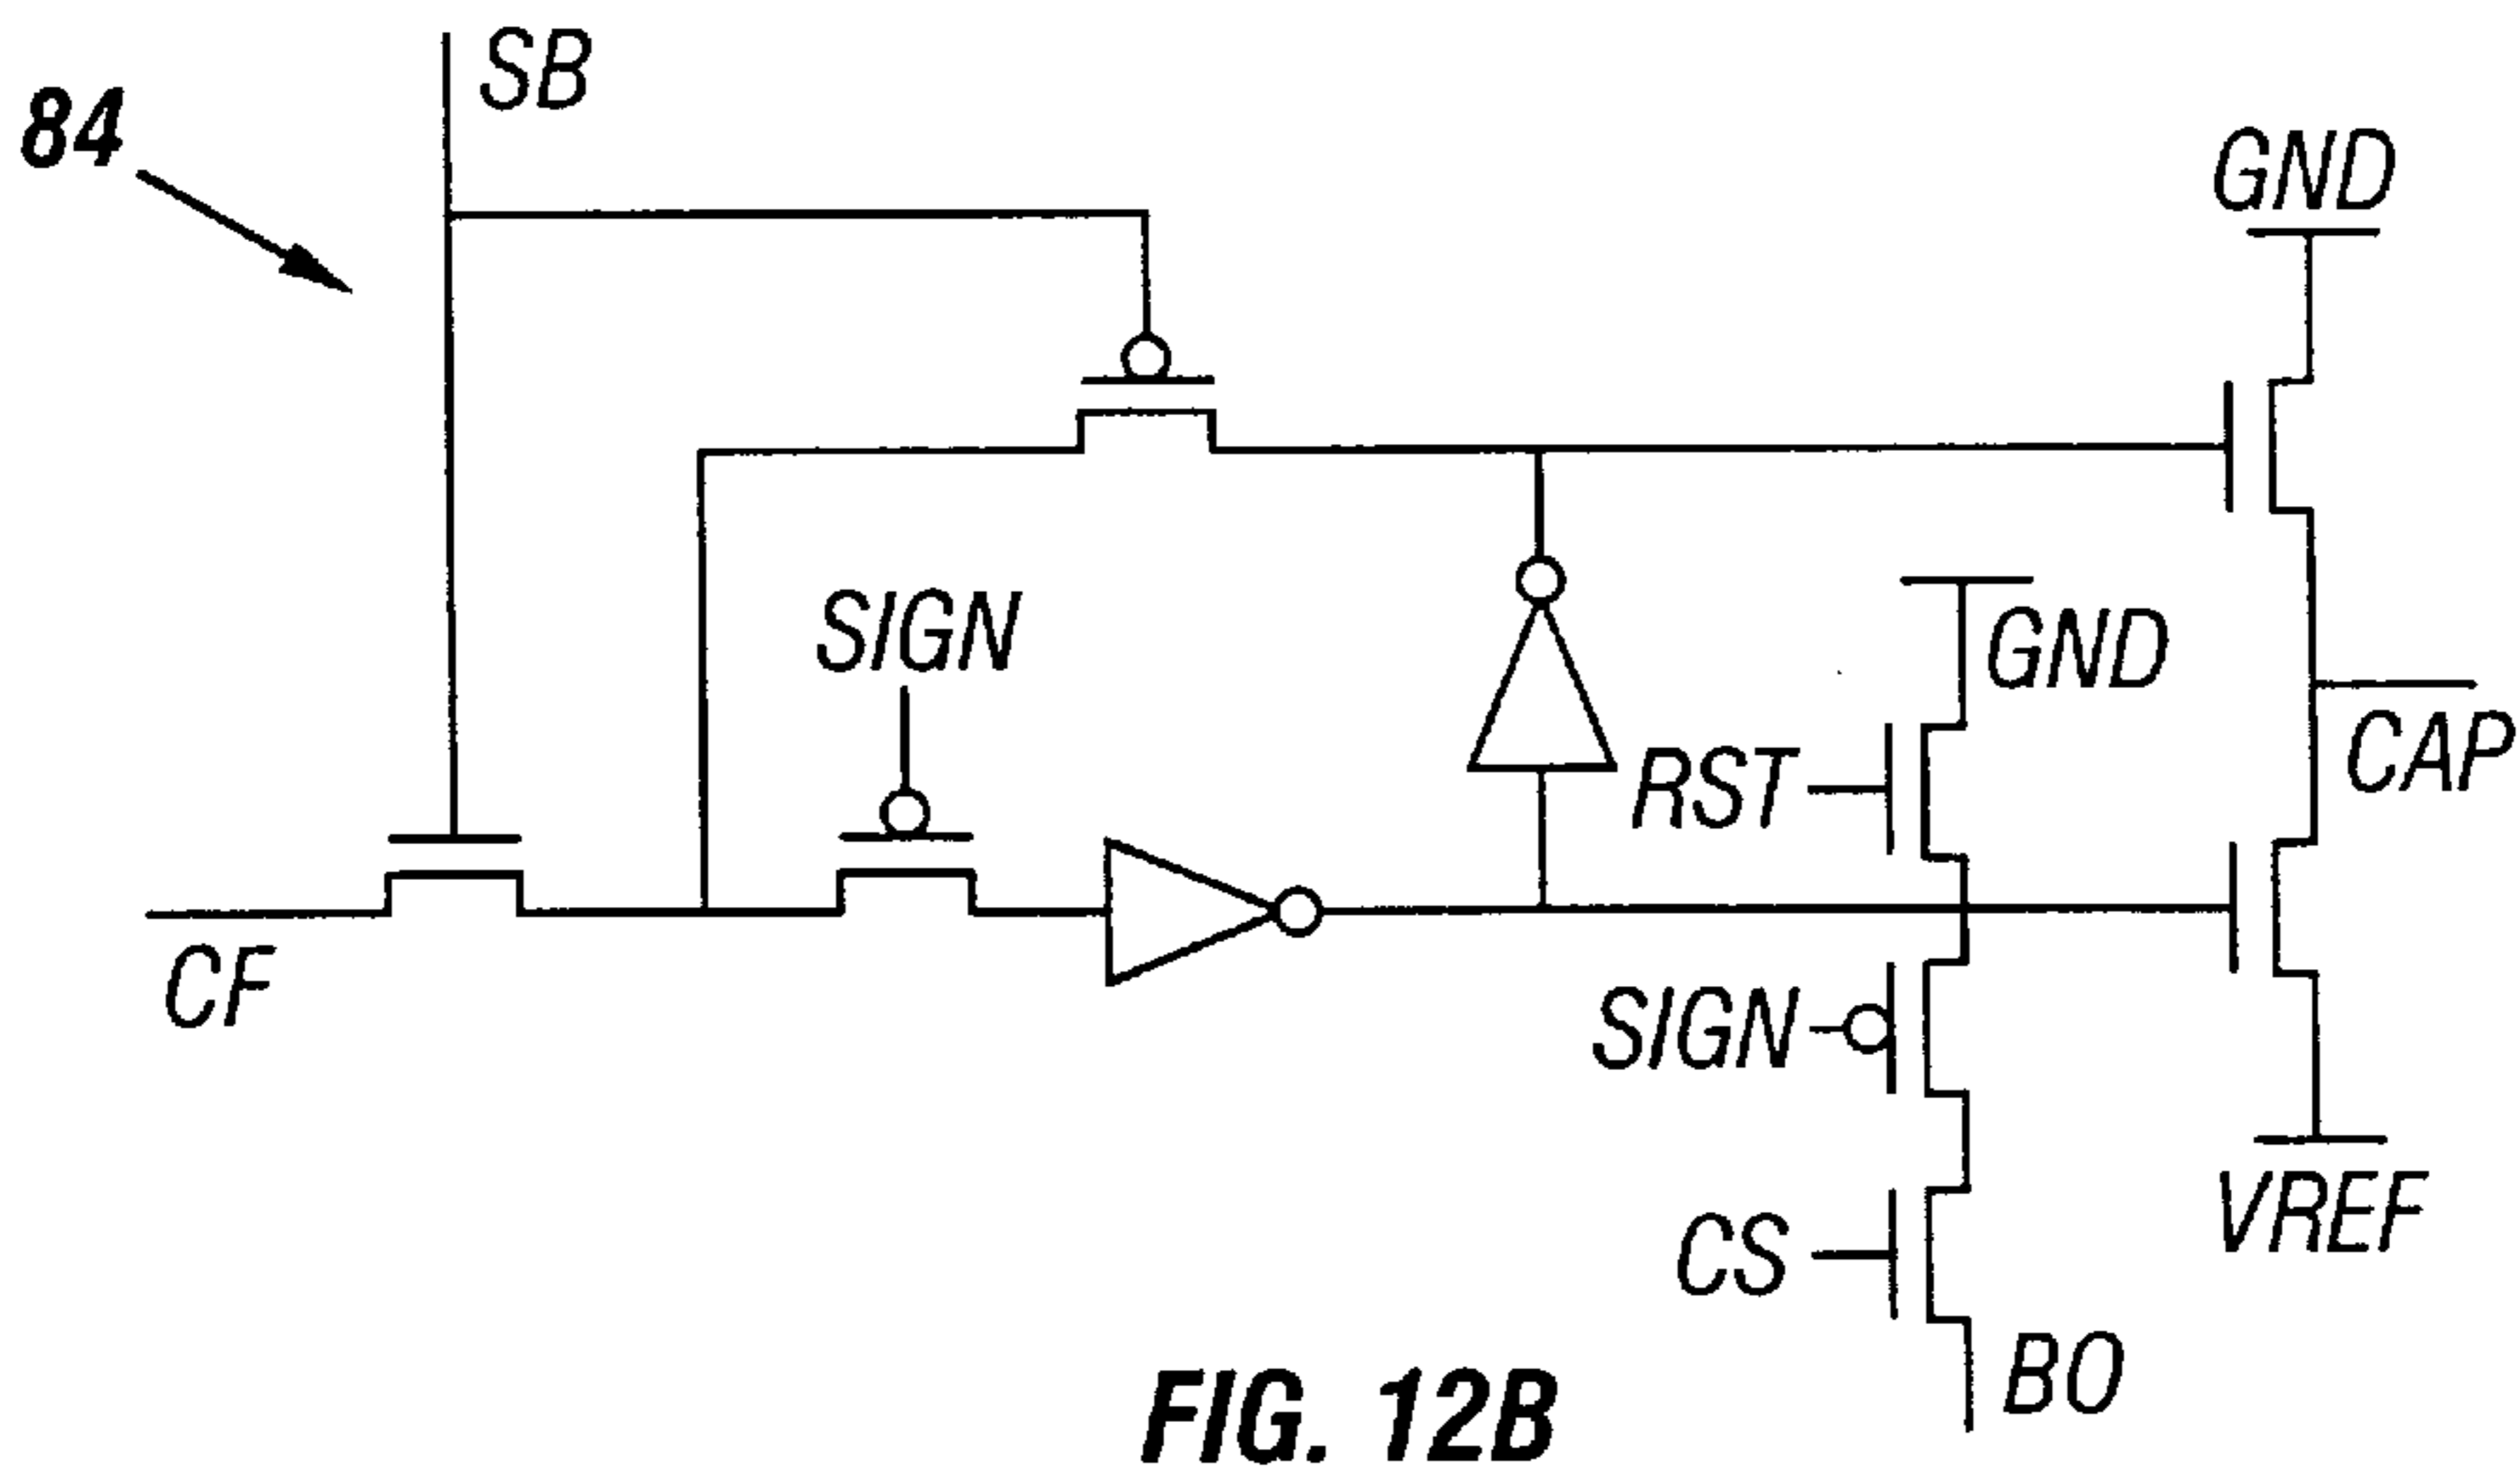 SB
84
GND
SIGN
GND
RST
CAP
CF
SIGN
VREF
CS
BO
FIG. 12B